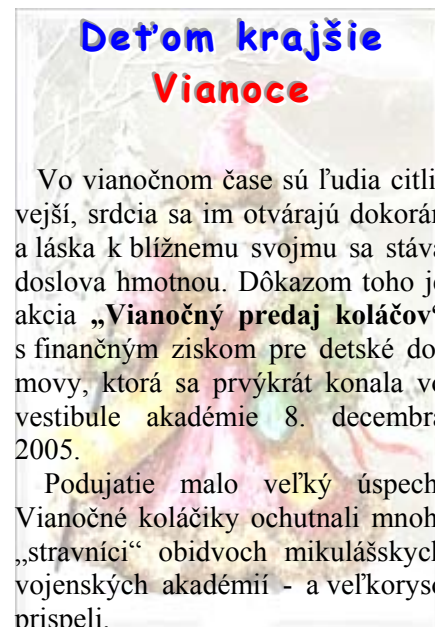 Deťom krajšie
Vianoce
Vo vianočnom čase sú ľudia citli
vejší, srdcia sa im otvárajú dokorán
a láska k blížnemu svojmu sa stáva
doslova hmotnou. Dôkazom toho je
akcia „Vianočný predaj koláčov“
s finančným ziskom pre detské do
movy, ktorá sa prvýkrát konala vo
vestibule akadémie 8. decembra
2005.
Podujatie malo veľký úspech
Vianočné koláčiky ochutnali mnoh
„stravníci“ obidvoch mikulášskych
vojenských akadémií - a veľkoryso
prispeli.